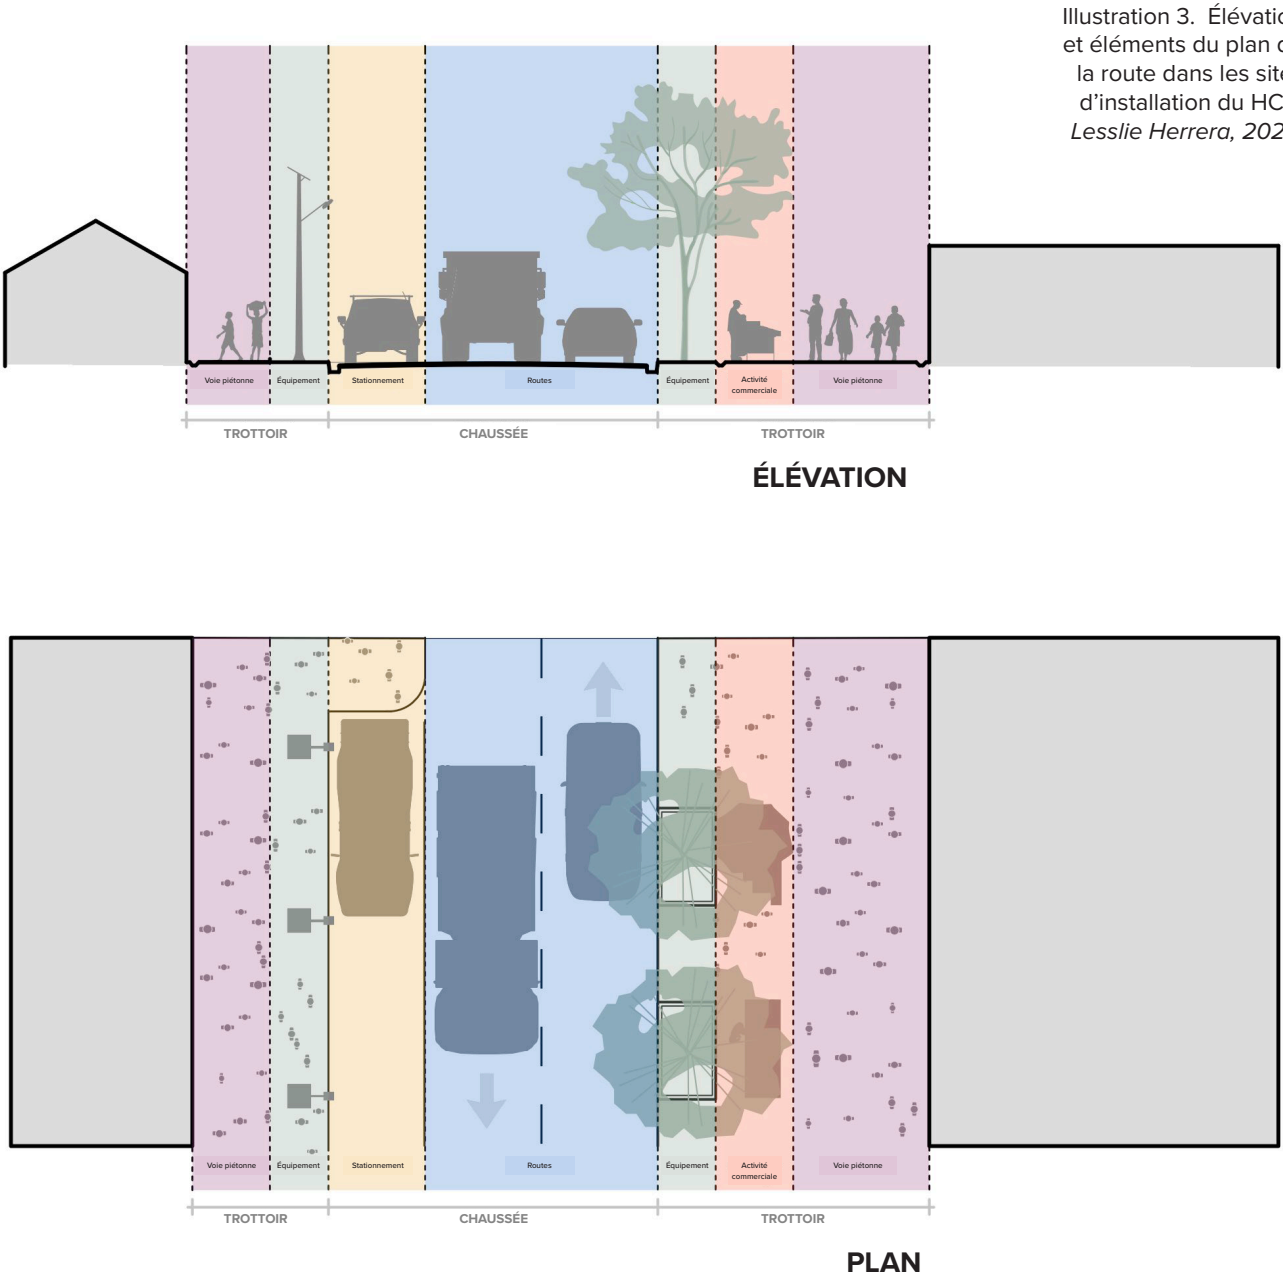 Illustration 3. Élévatio
et éléments du plan d
la route dans les site
d'installation du HC
Lesslie Herrera, 202
Voie piétonne
Équipement
Stationnement
Routes
Équipement
Activité
commerciale
Voie piétonne
TROTTOIR
CHAUSSÉE
TROTTOIR
ÉLÉVATION
Voie piétonne
Équipement
Stationnement
Routes
Équipement
Activité
commerciale
Voie piétonne
TROTTOIR
CHAUSSÉE
TROTTOIR
PLAN